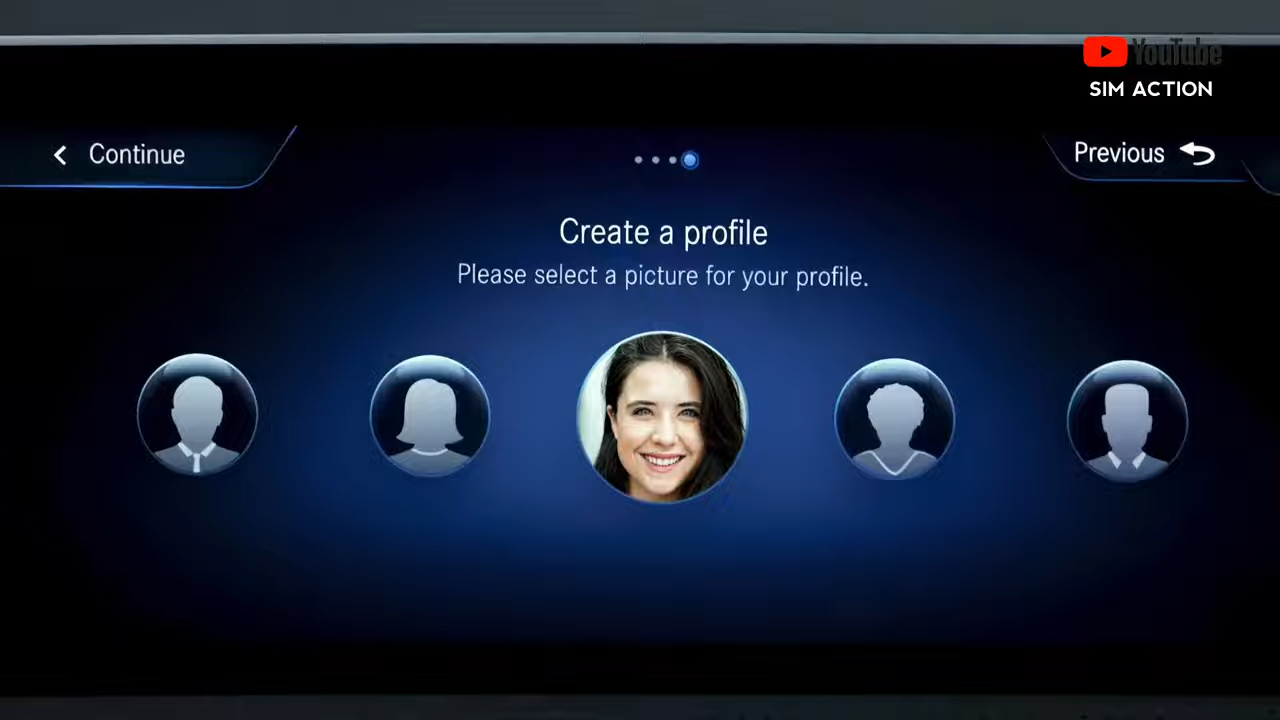 YouTube
SIM ACTION
Continue
Previous
Create a profile
Please select a picture for your profile.